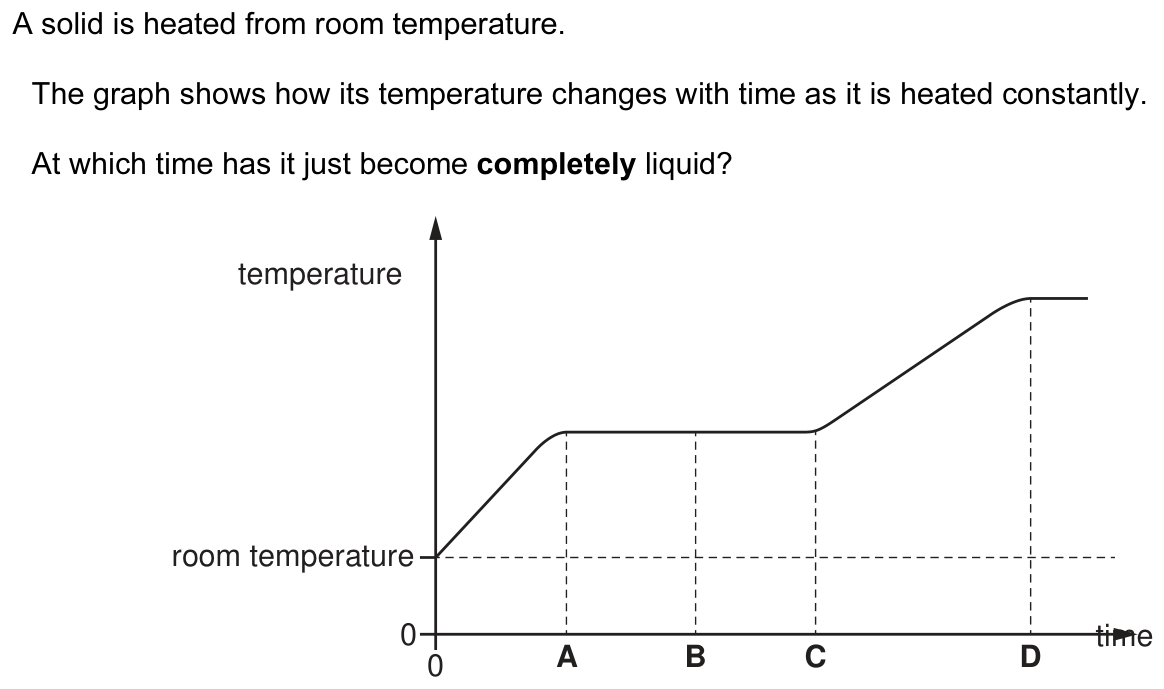 A solid is heated from room temperature.
The graph shows how its temperature changes with time as it is heated constantly.
At which time has it just become completely liquid?
temperature
room temperature
0
0
A
B
C
D
time